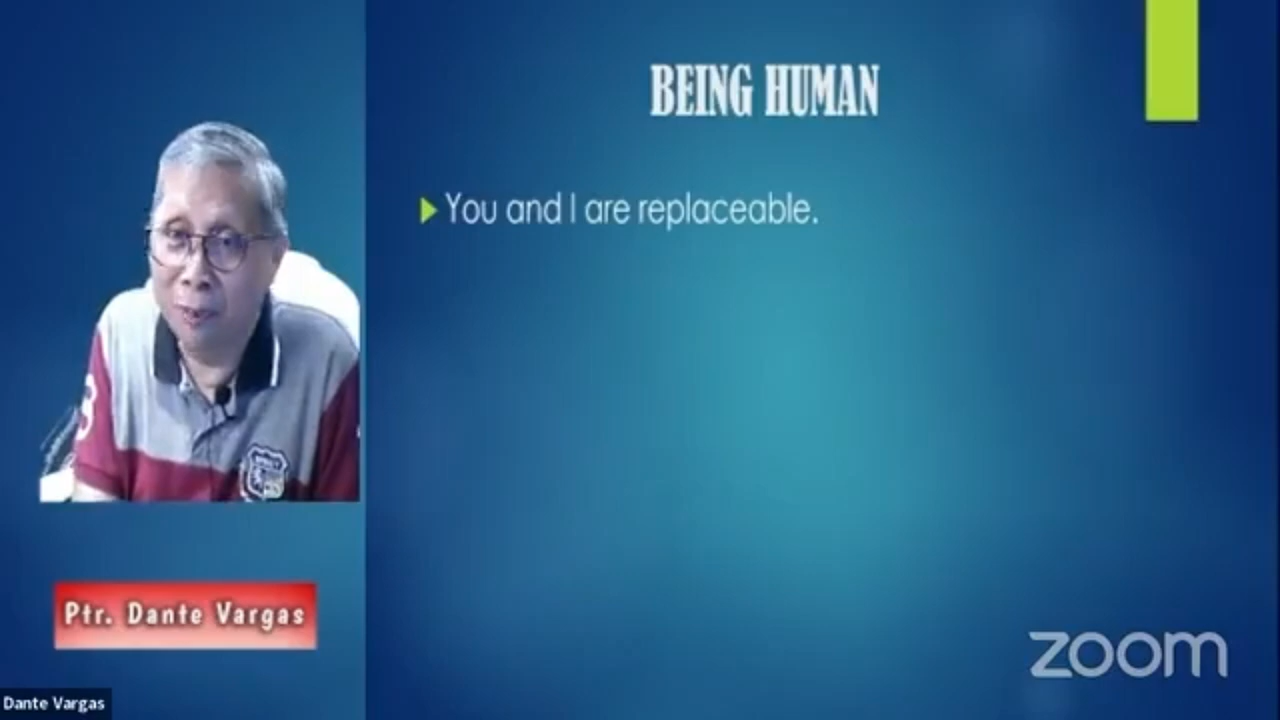 BEING HUMAN
You and I are replaceable.
Ptr. Dante Vargas
zoom
Dante Vargas